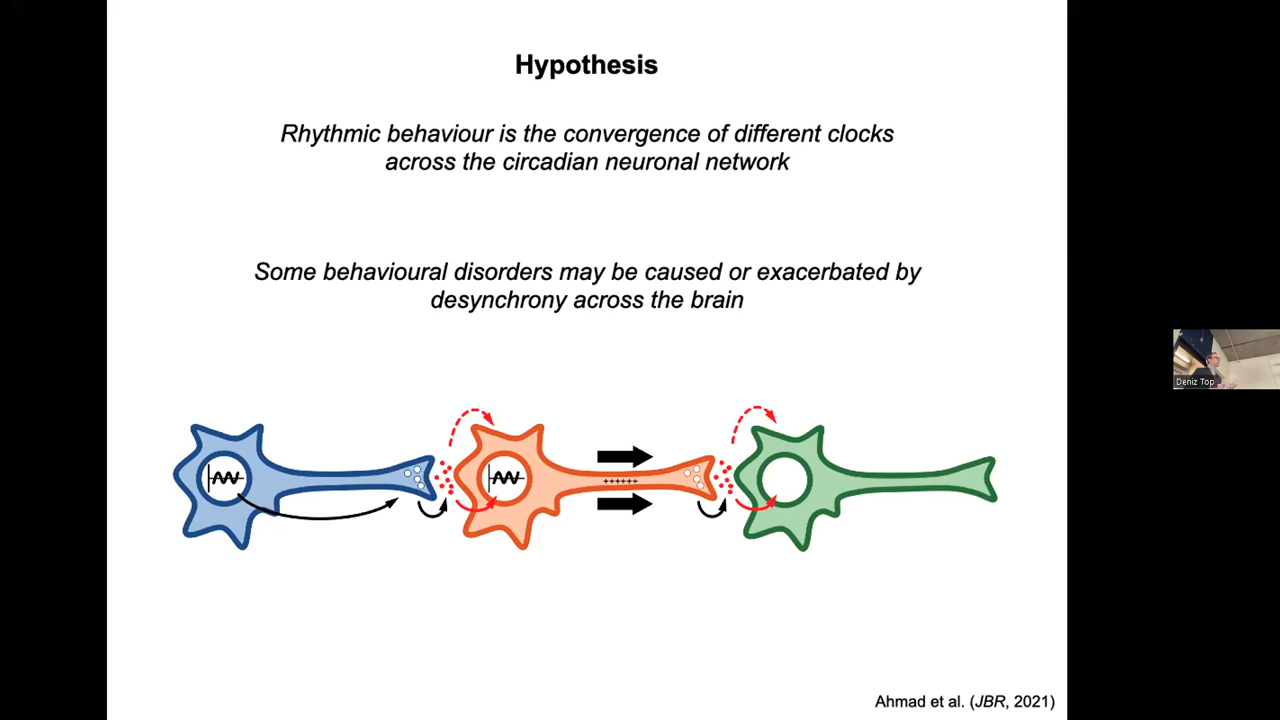 Hypothesis
Rhythmic behaviour is the convergence of different clocks
across the circadian neuronal network
Some behavioural disorders may be caused or exacerbated by
desynchrony across the brain
++++++
Deniz Top
Ahmad et al. (JBR, 2021)